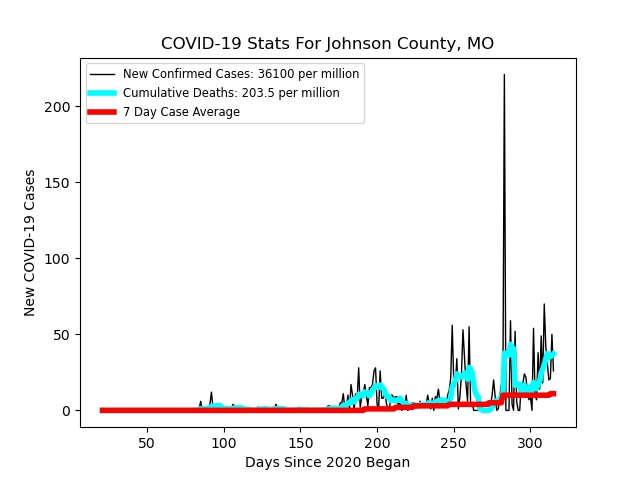 COVID-19 Stats For Johnson County, MO
New Confirmed Cases: 36100 per million
Cumulative Deaths: 203.5 per million
7 Day Case Average
New COVID-19 Cases
200
150
100
50
0
50 100 150 200 250 300
Days Since 2020 Began